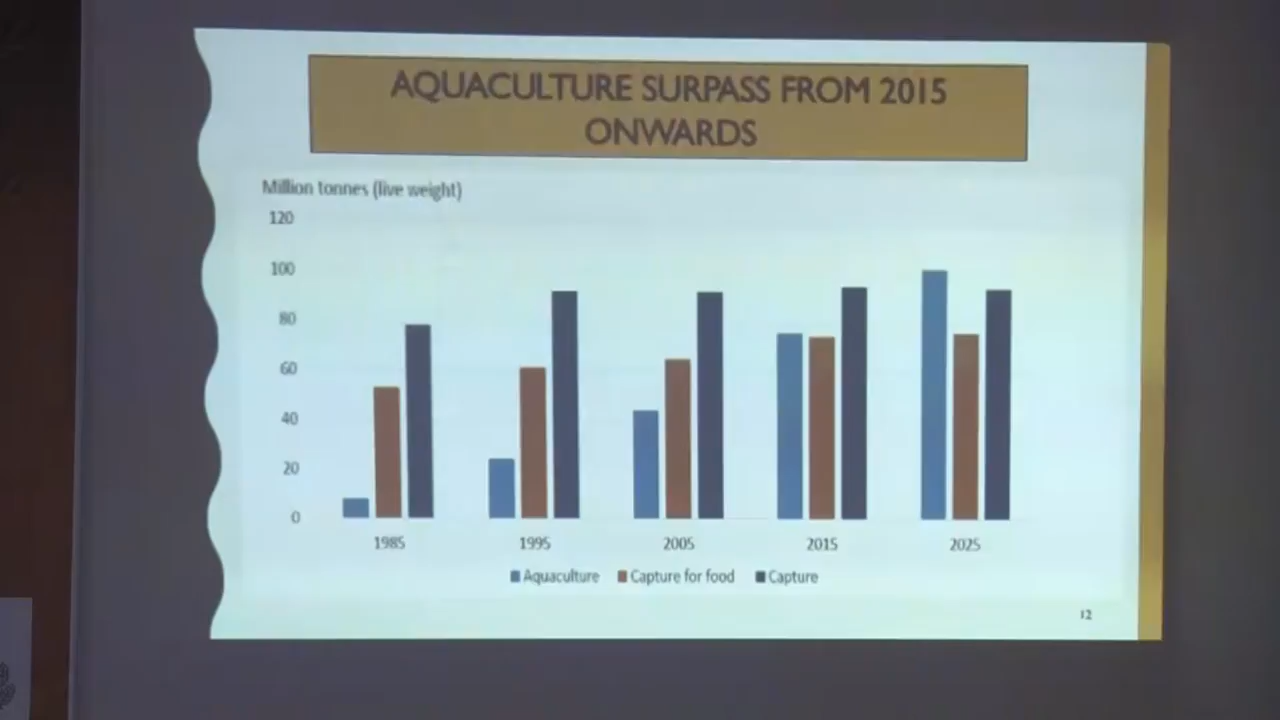 AQUACULTURE SURPASS FROM 2015
ONWARDS
Million tonnes (live weight)
120
100
80
60
40
20
0
1985 1995 2005 2015 2025
Aquaculture Capture for food Capture
12